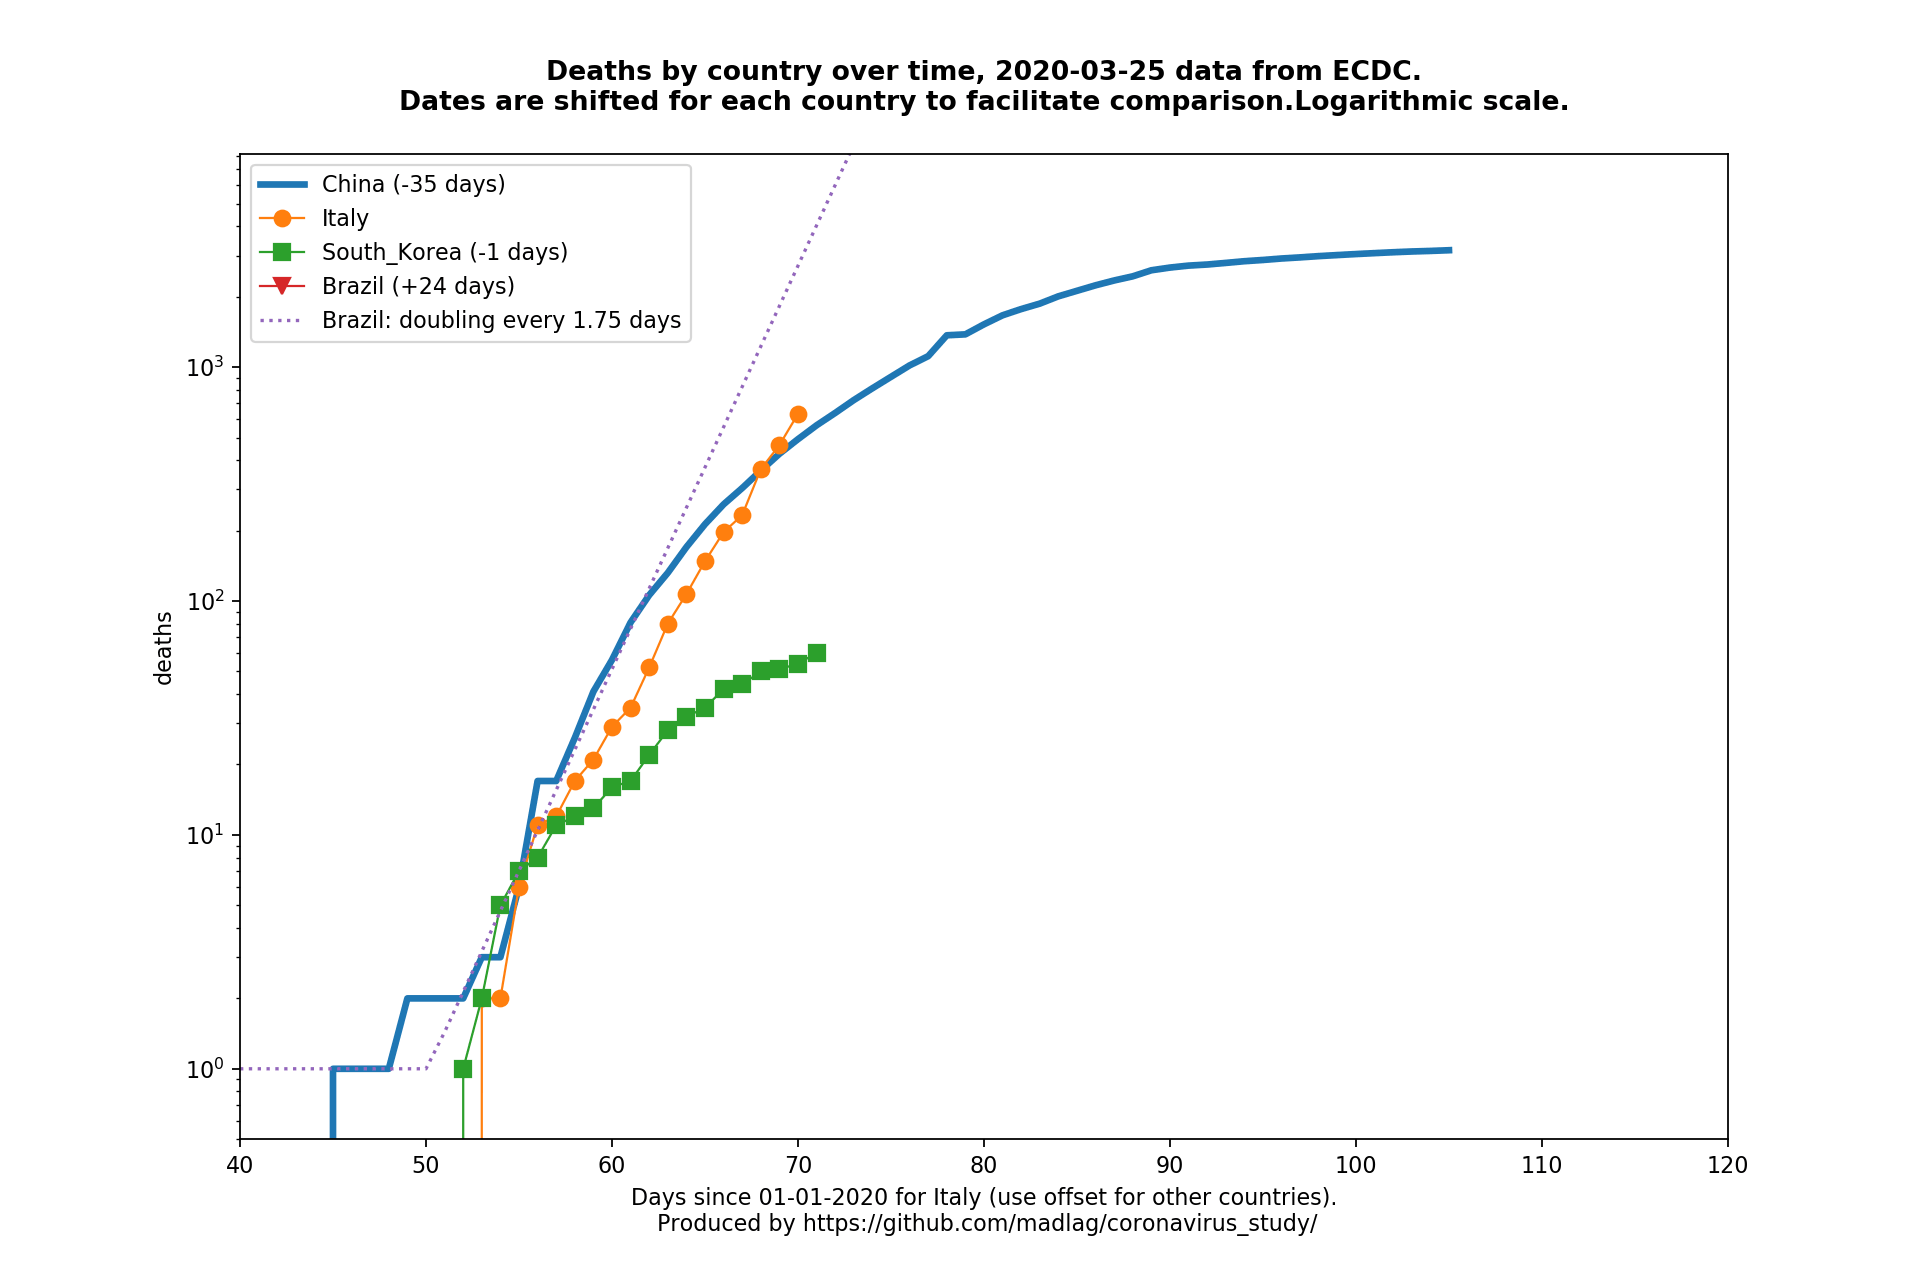 Deaths by country over time, 2020-03-25 data from ECDC.
Dates are shifted for each country to facilitate comparison.Logarithmic scale.
China (-35 days)
Italy
South_Korea (-1 days)
Brazil (+24 days)
Brazil: doubling every 1.75 days
deaths
10³
10²
10¹
10⁰
40 50 60 70 80 90 100 110 120
Days since 01-01-2020 for Italy (use offset for other countries).
Produced by https://github.com/madlag/coronavirus_study/